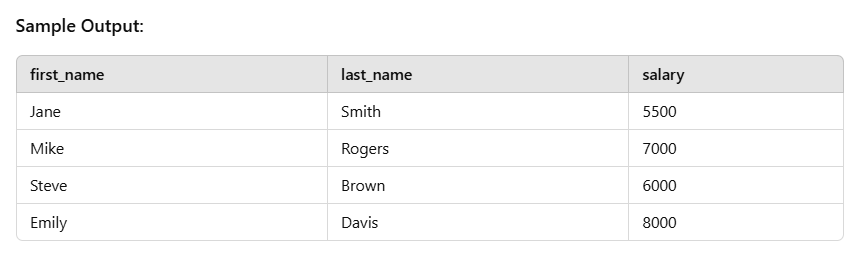 Sample Output:
first_name last_name salary
Jane Smith 5500
Mike Rogers 7000
Steve Brown 6000
Emily Davis 8000